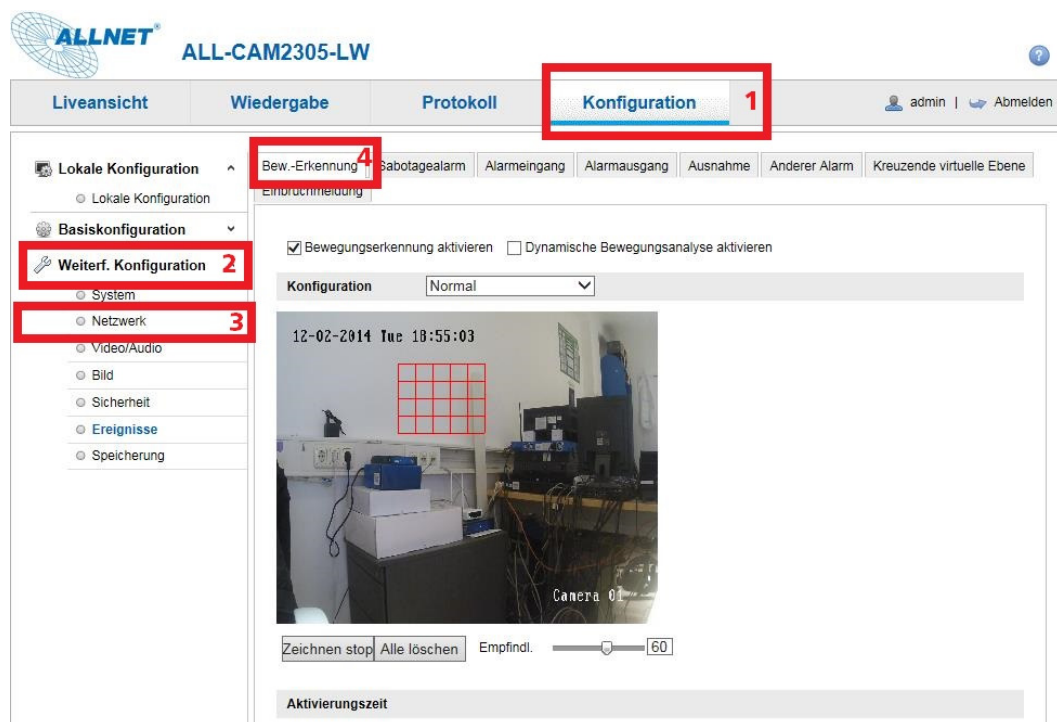 ALLNET®
ALL-CAM2305-LW
?
Liveansicht
Wiedergabe
Protokoll
Konfiguration
1
admin | Abmelden
Lokale Konfiguration
Lokale Konfiguration
Basiskonfiguration
Weiterf. Konfiguration
2
System
Netzwerk
3
Video/Audio
Bild
Sicherheit
Ereignisse
Speicherung
Bew.-Erkennung
4
Sabotagealarm
Alarmeingang
Alarmausgang
Ausnahme
Anderer Alarm
Kreuzende virtuelle Ebene
Einbruchmeldung
Bewegungserkennung aktivieren
Dynamische Bewegungsanalyse aktivieren
Konfiguration
Normal
12-02-2014 Tue 18:55:03
Camera 01
Zeichnen stop
Alle löschen
Empfindl.
60
Aktivierungszeit